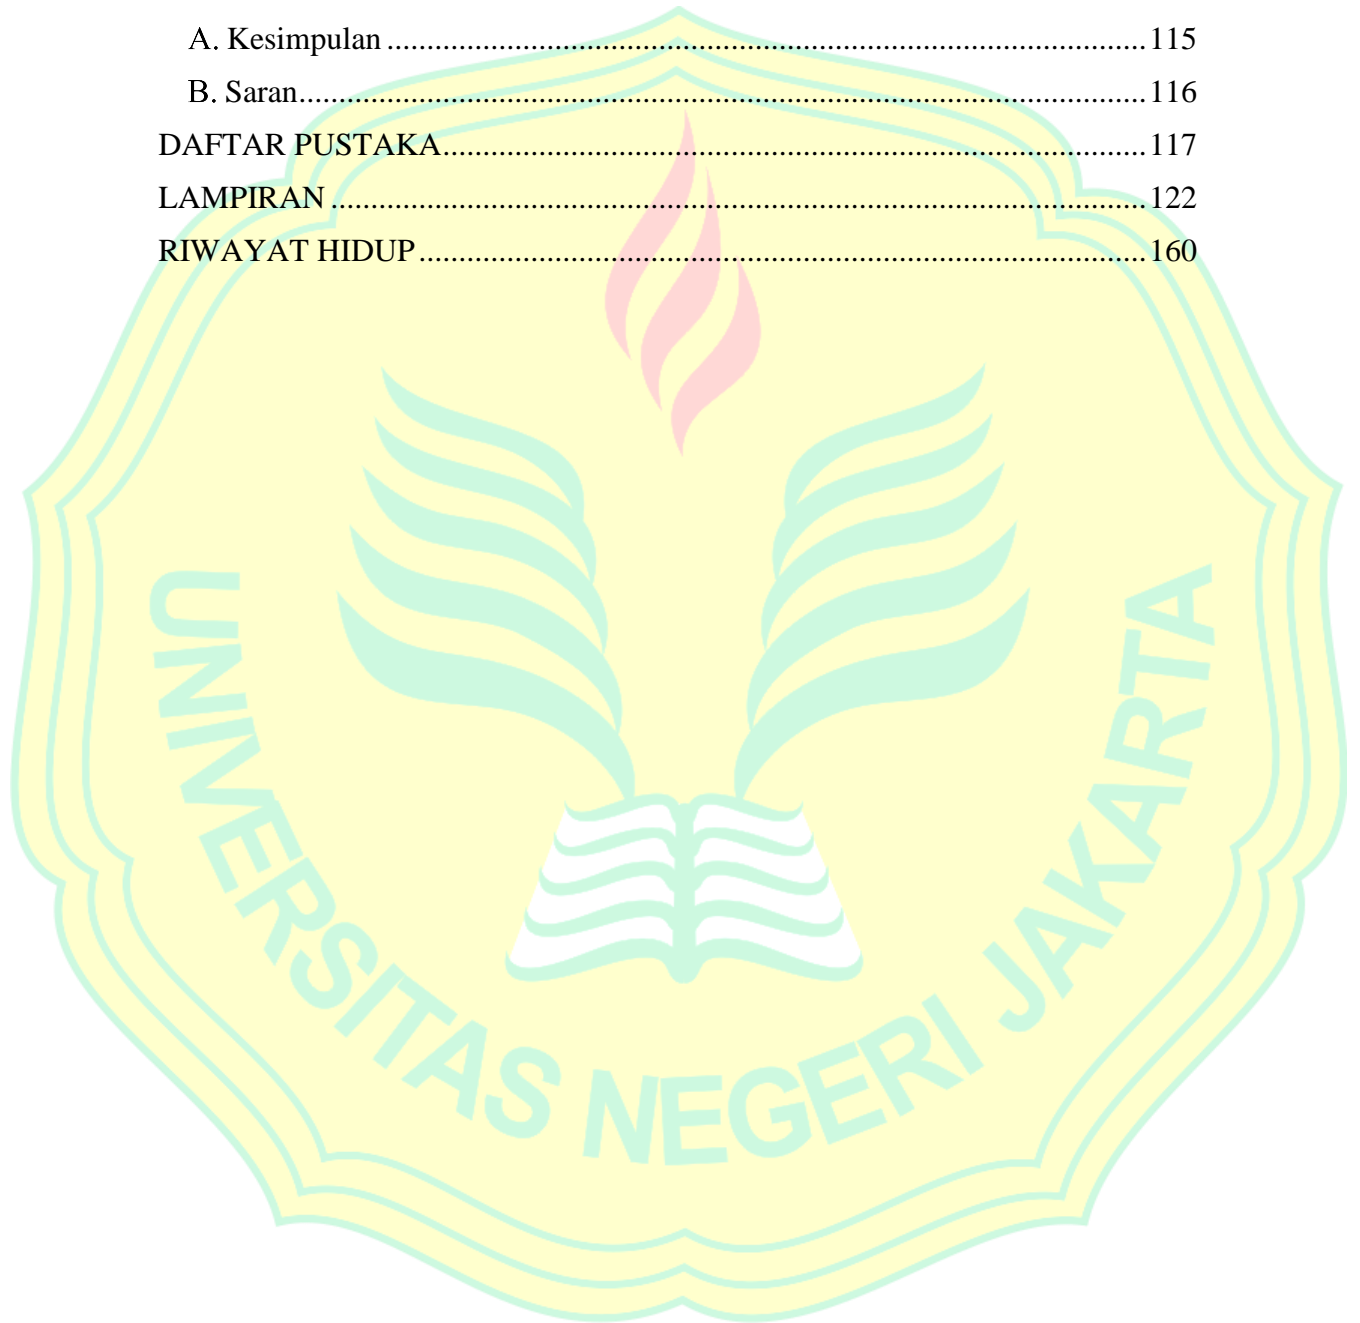 A. Kesimpulan ................................................................................................ 115
B. Saran........................................................................................................... 116
DAFTAR PUSTAKA......................................................................................... 117
LAMPIRAN ....................................................................................................... 122
RIWAYAT HIDUP ............................................................................................ 160
UNIVERSITAS NEGERI JAKARTA